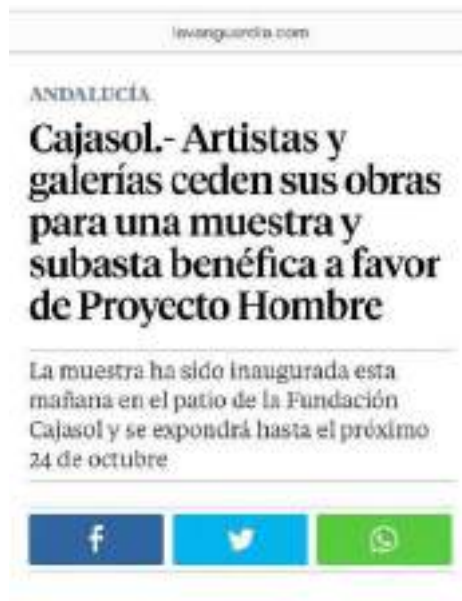 lavanguardia.com
ANDALUCÍA
Cajasol.- Artistas y
galerías ceden sus obras
para una muestra y
subasta benéfica a favor
de Proyecto Hombre
La muestra ha sido inaugurada esta
mañana en el patio de la Fundación
Cajasol y se expondrá hasta el próximo
24 de octubre